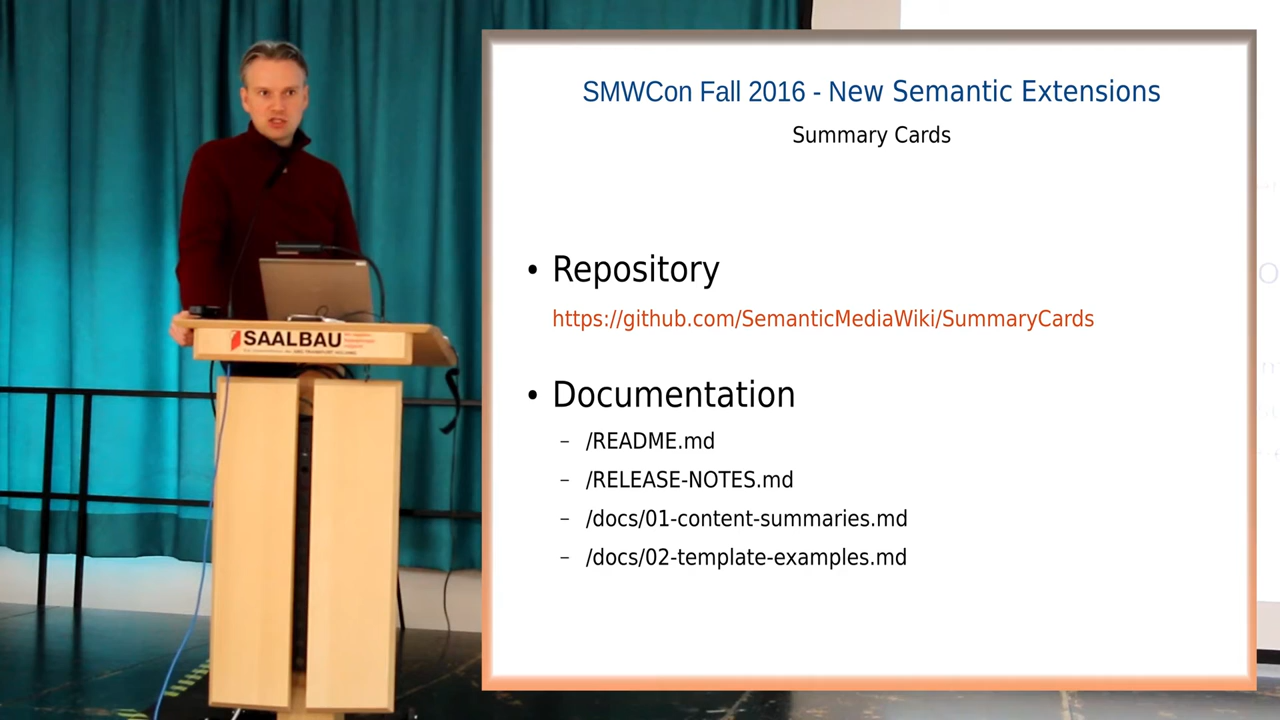 SMWCon Fall 2016 - New Semantic Extensions
Summary Cards
• Repository
https://github.com/SemanticMediaWiki/SummaryCards
• Documentation
– /README.md
– /RELEASE-NOTES.md
– /docs/01-content-summaries.md
– /docs/02-template-examples.md
SAALBAU